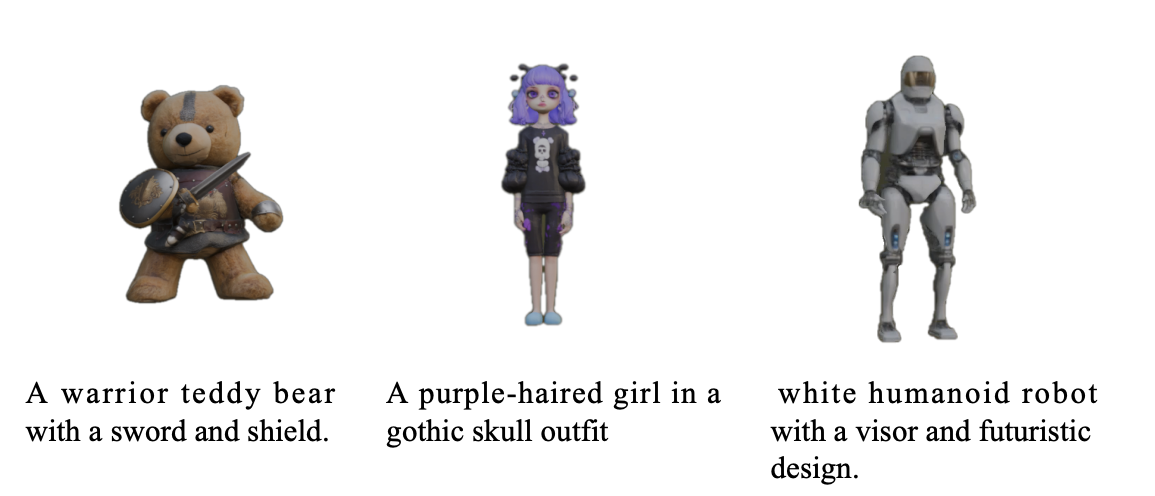 A warrior teddy bear
with a sword and shield.
A purple-haired girl in a
gothic skull outfit
white humanoid robot
with a visor and futuristic
design.